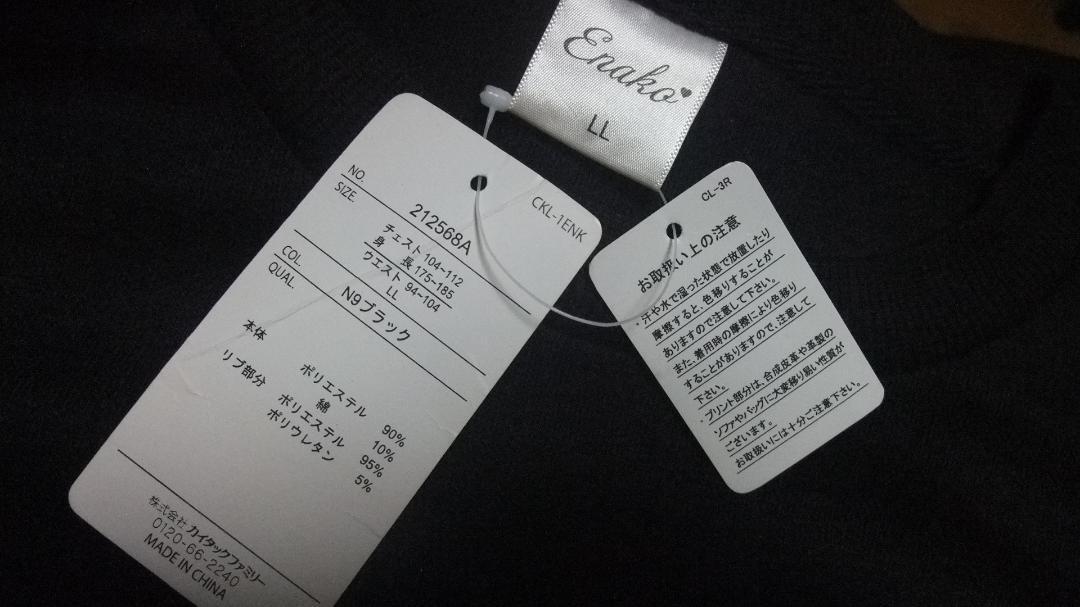 Enako♥
LL
CKL-1ENK
NO. 212568A
SIZE チェスト 104-112
身長 175-185
ウエスト 94-104
LL
COL. N9ブラック
QUAL.
本体 ポリエステル 90%
綿 10%
リブ部分 ポリエステル 95%
ポリウレタン 5%
株式会社 カイタックファミリー
0120-66-2240
MADE IN CHINA
CL-3R
お取扱い上の注意
・汗や水で湿った状態で放置したり
摩擦すると、色移りすることが
ありますので注意して下さい。
また、着用時の摩擦により色移り
することがありますので、注意して
下さい。
・プリント部分は、合成皮革や革製の
ソファやバッグに大変移り易い性質が
ございます。
お取扱いには十分ご注意下さい。